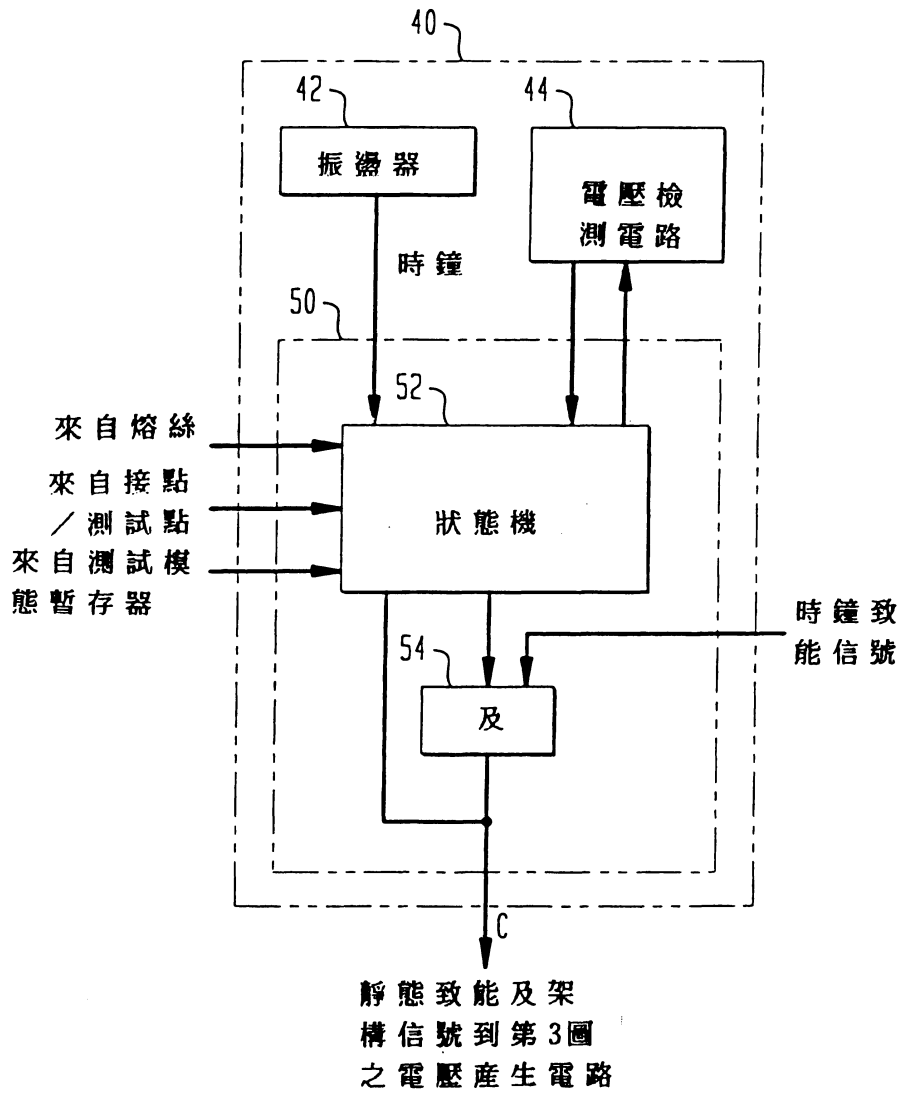 40
42
44
振盪器
電壓檢
測電路
時鐘
50
52
來自熔絲
來自接點
／測試點
來自測試模
態暫存器
狀態機
時鐘致
能信號
54
及
C
靜態致能及架
構信號到第3圖
之電壓產生電路